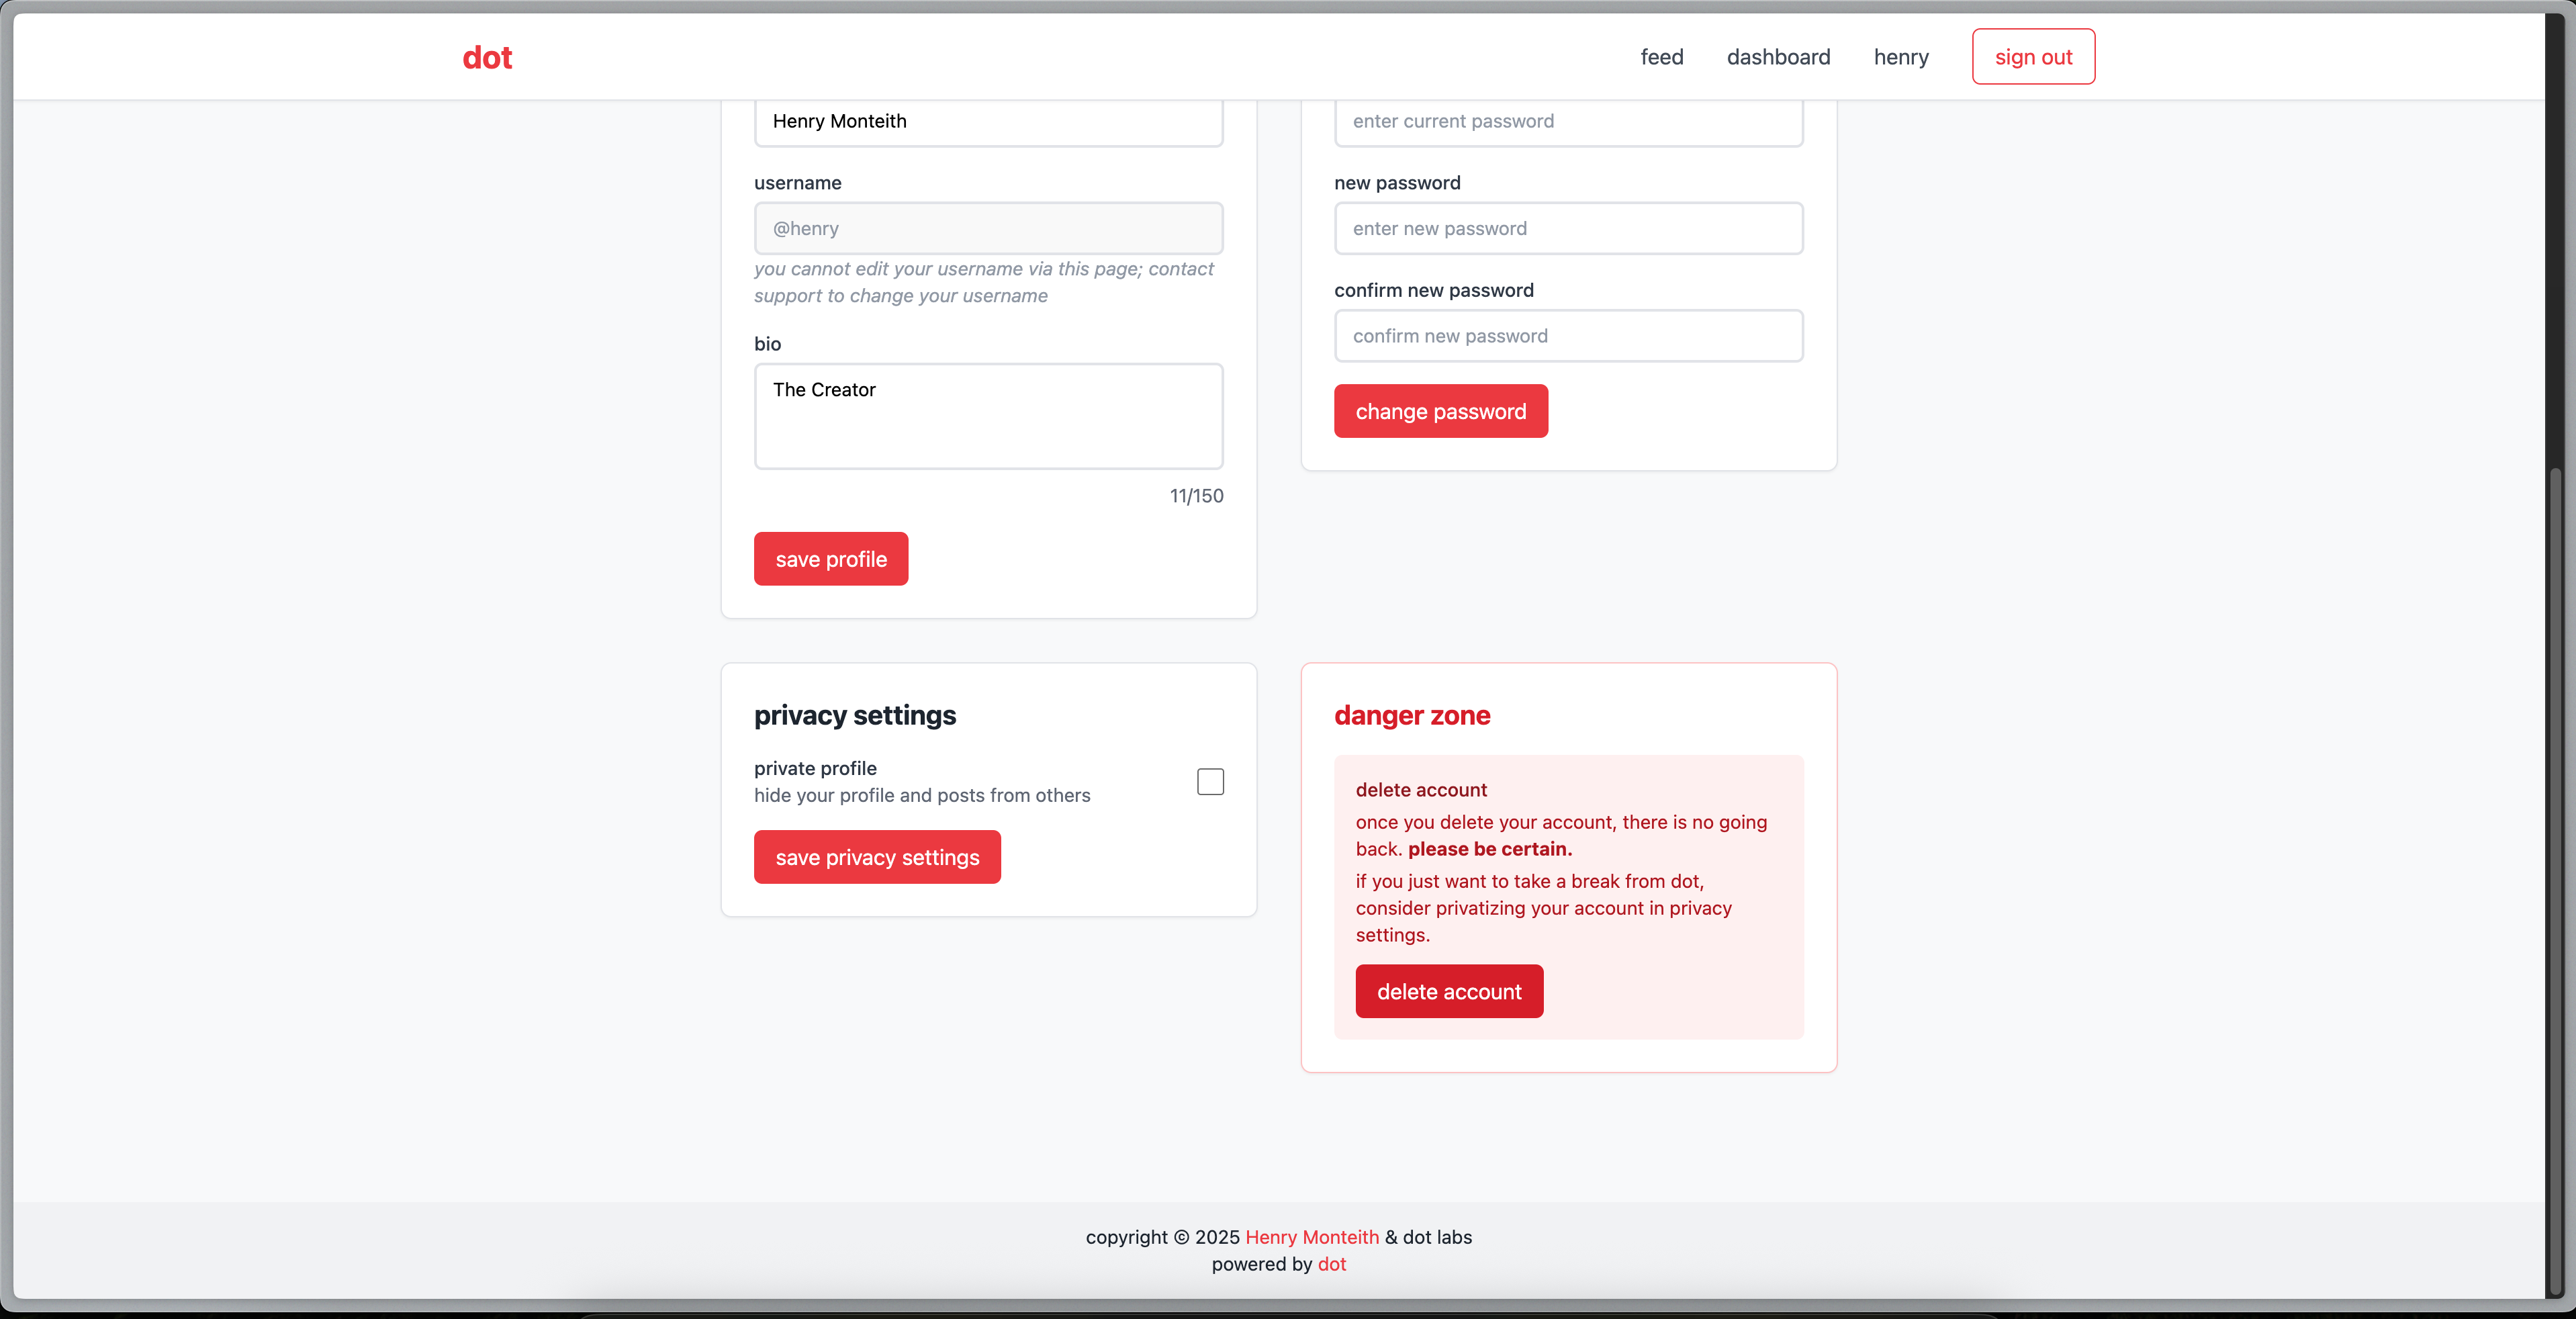 dot
feed
dashboard
henry
sign out
Henry Monteith
username
@henry
you cannot edit your username via this page; contact
support to change your username
bio
The Creator
11/150
save profile
enter current password
new password
enter new password
confirm new password
confirm new password
change password
privacy settings
private profile
hide your profile and posts from others
save privacy settings
danger zone
delete account
once you delete your account, there is no going
back. please be certain.
if you just want to take a break from dot,
consider privatizing your account in privacy
settings.
delete account
copyright © 2025 Henry Monteith & dot labs
powered by dot